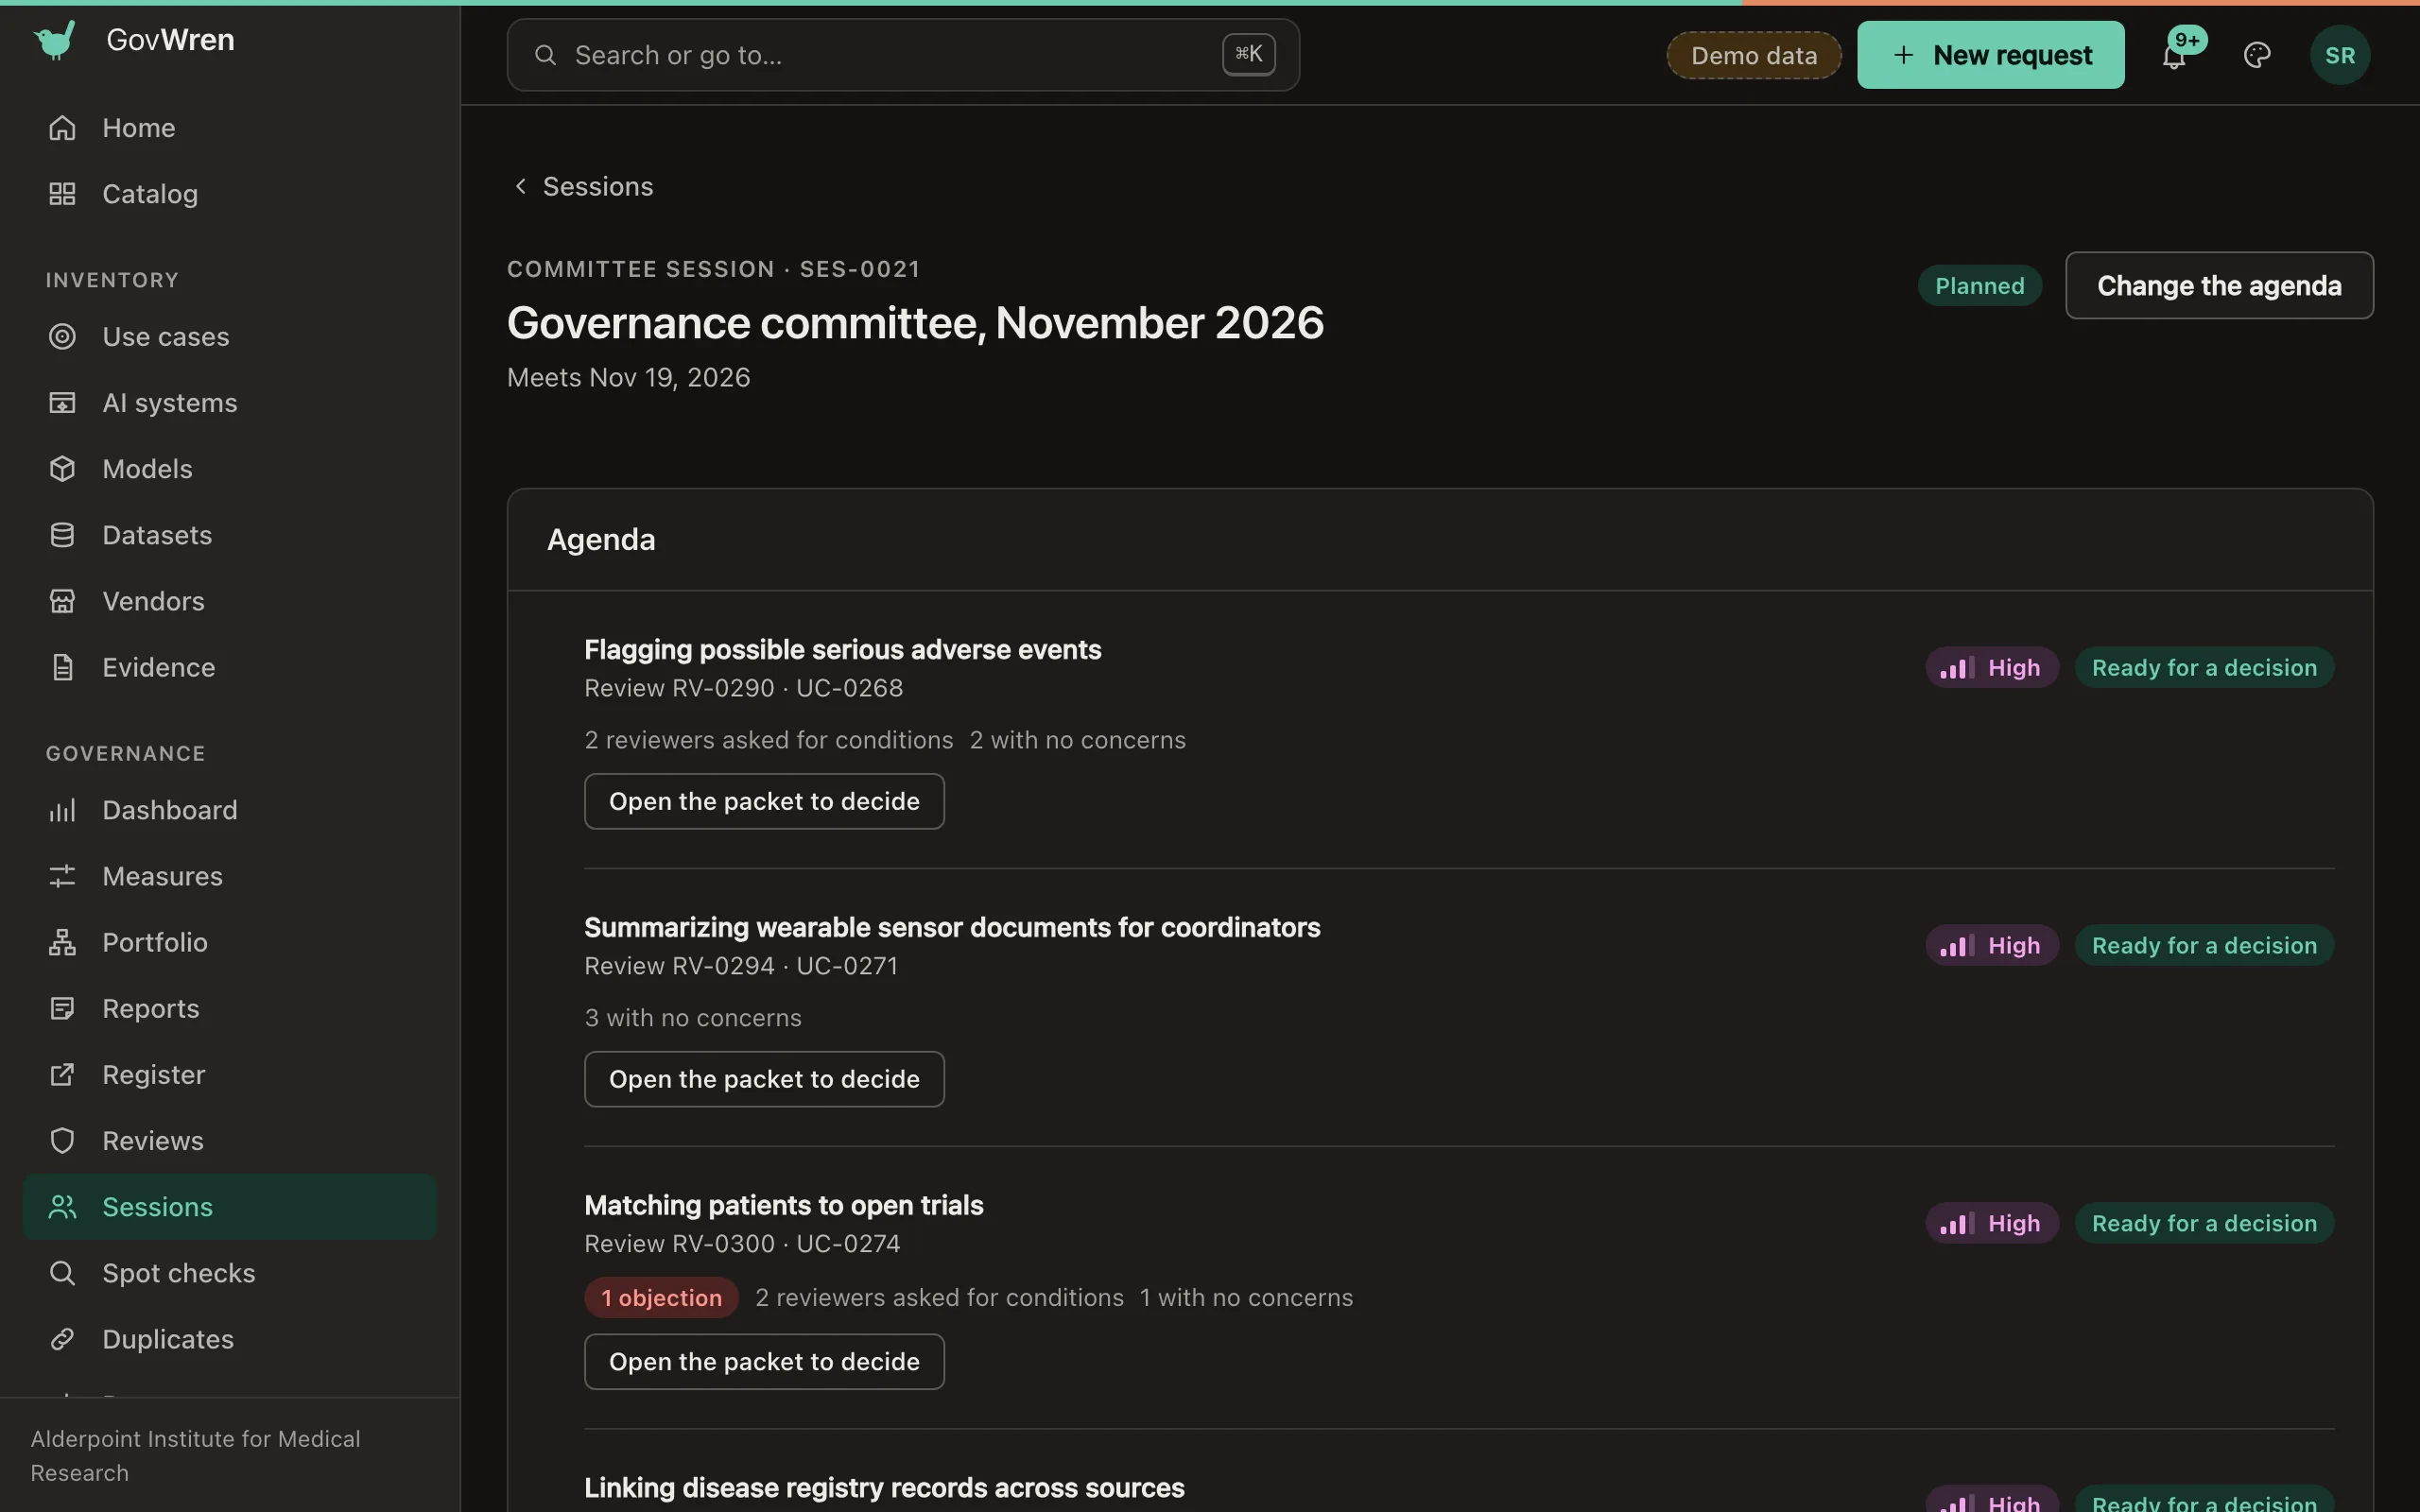 GovWren
Search or go to...
⌘K
Demo data
+ New request
9+
SR
Home
Catalog
INVENTORY
Use cases
AI systems
Models
Datasets
Vendors
Evidence
GOVERNANCE
Dashboard
Measures
Portfolio
Reports
Register
Reviews
Sessions
Spot checks
Duplicates
Alderpoint Institute for Medical
Research
Sessions
COMMITTEE SESSION · SES-0021
Governance committee, November 2026
Meets Nov 19, 2026
Planned
Change the agenda
Agenda
Flagging possible serious adverse events
Review RV-0290 · UC-0268
High
Ready for a decision
2 reviewers asked for conditions 2 with no concerns
Open the packet to decide
Summarizing wearable sensor documents for coordinators
Review RV-0294 · UC-0271
High
Ready for a decision
3 with no concerns
Open the packet to decide
Matching patients to open trials
Review RV-0300 · UC-0274
High
Ready for a decision
1 objection 2 reviewers asked for conditions 1 with no concerns
Open the packet to decide
Linking disease registry records across sources
High
Ready for a decision